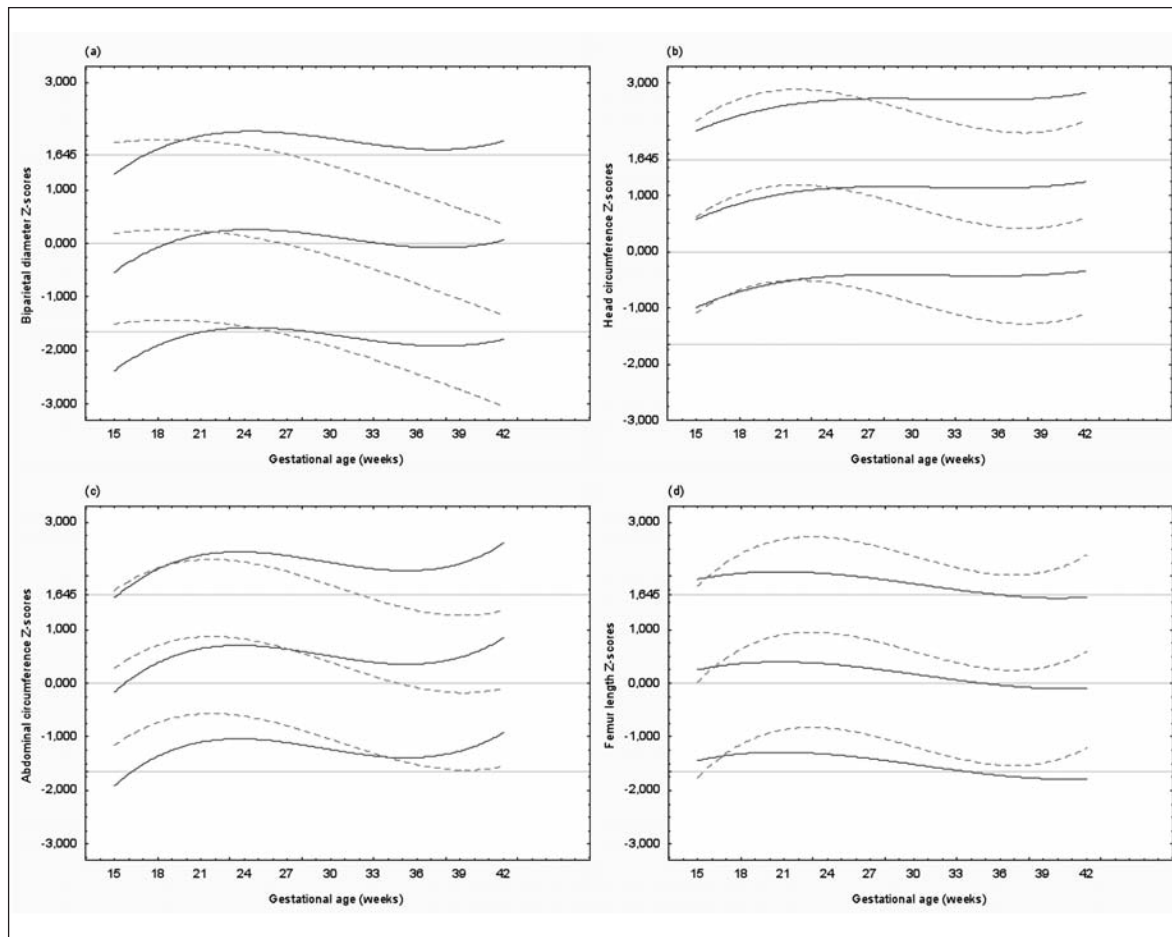 (a)
Biparietal diameter Z-scores
3,000
1,645
1,000
0,000
-1,000
-2,000
-3,000
15 18 21 24 27 30 33 36 39 42
Gestational age (weeks)
(b)
Head circumference Z-scores
3,000
1,645
1,000
0,000
-1,000
-3,000
15 18 21 24 27 30 33 36 39 42
Gestational age (weeks)
(c)
Abdominal circumference Z-scores
3,000
1,645
1,000
0,000
-1,000
-2,000
-3,000
15 18 21 24 27 30 33 36 39 42
Gestational age (weeks)
(d)
Femur length Z-scores
3,000
1,645
1,000
0,000
-1,000
-2,000
-3,000
15 18 21 24 27 30 33 36 39 42
Gestational age (weeks)